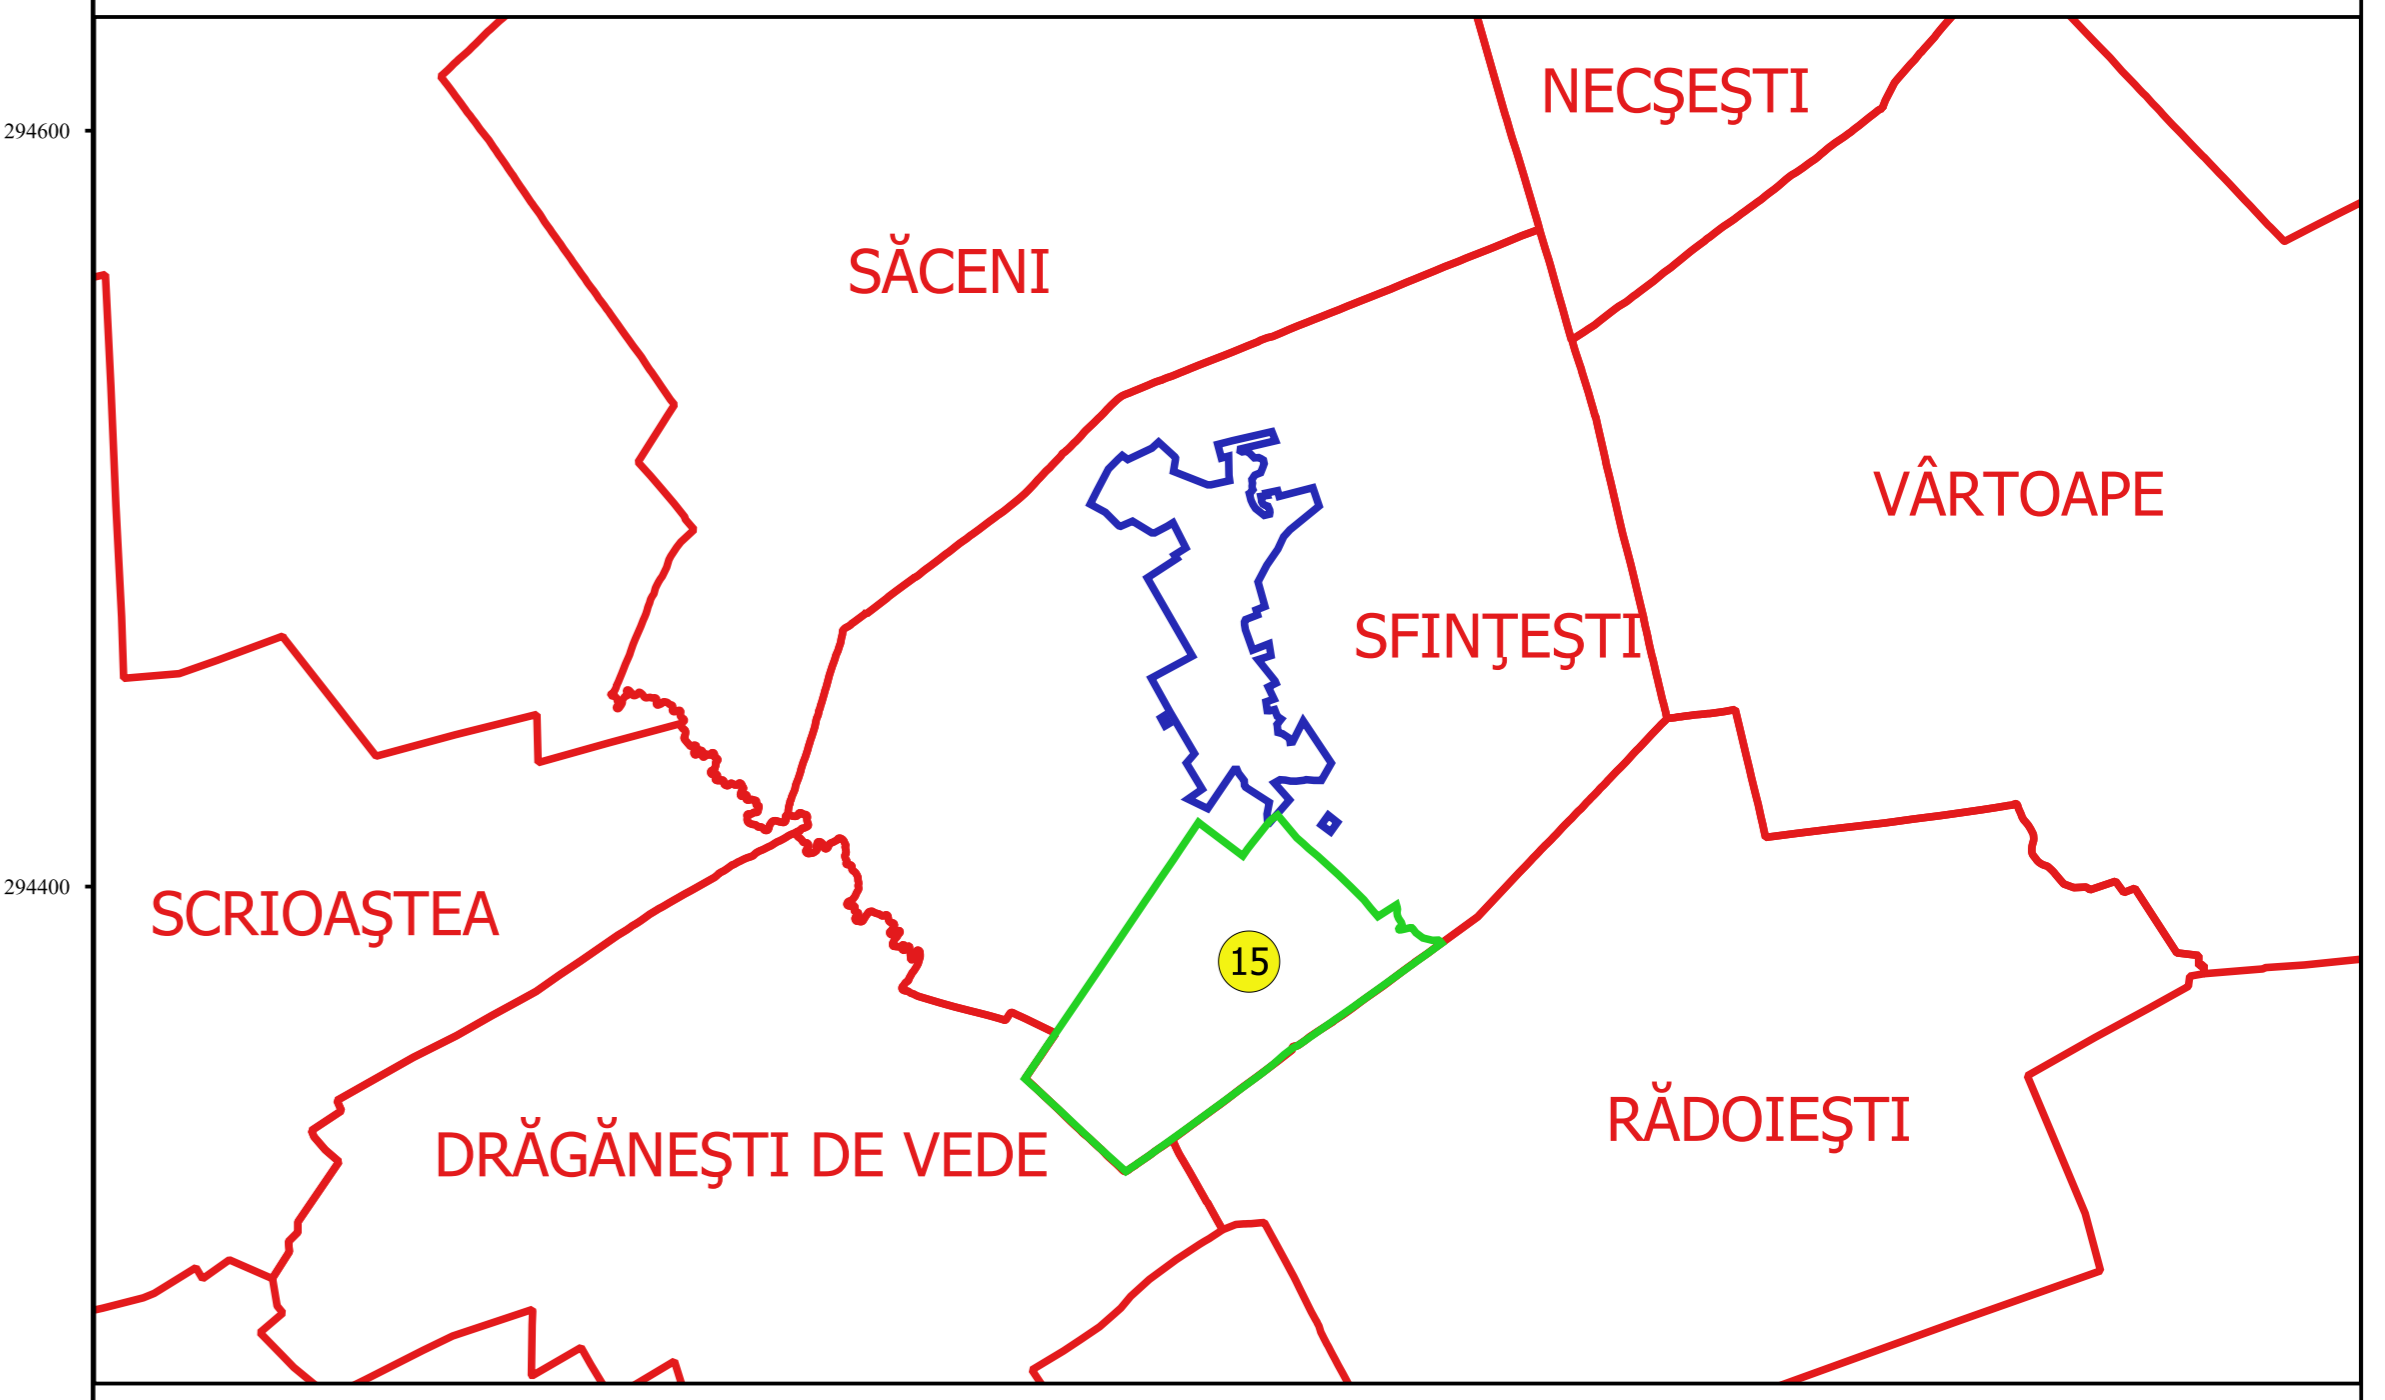 NECŞEŞTI
294600
SĂCENI
VÂRTOAPE
SFINŢEŞTI
294400
SCRIOAŞTEA
15
RĂDOIEŞTI
DRĂGĂNEŞTI DE VEDE